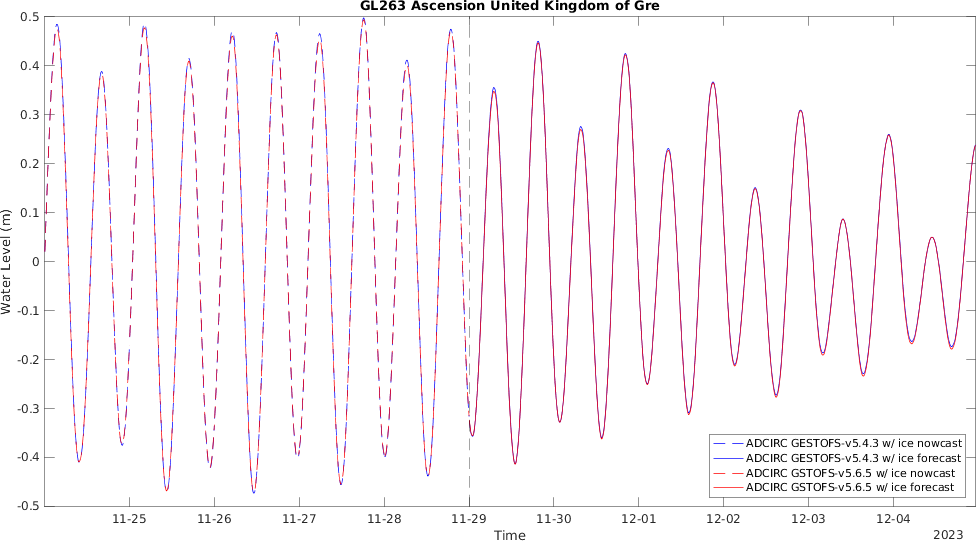 GL263 Ascension United Kingdom of Gre
Water Level (m)
0.5
0.4
0.3
0.2
0.1
0
-0.1
-0.2
-0.3
-0.4
-0.5
ADCIRC GESTOFS-v5.4.3 w/ ice nowcast
ADCIRC GESTOFS-v5.4.3 w/ ice forecast
ADCIRC GSTOFS-v5.6.5 w/ ice nowcast
ADCIRC GSTOFS-v5.6.5 w/ ice forecast
11-25 11-26 11-27 11-28 11-29 11-30 12-01 12-02 12-03 12-04
Time
2023